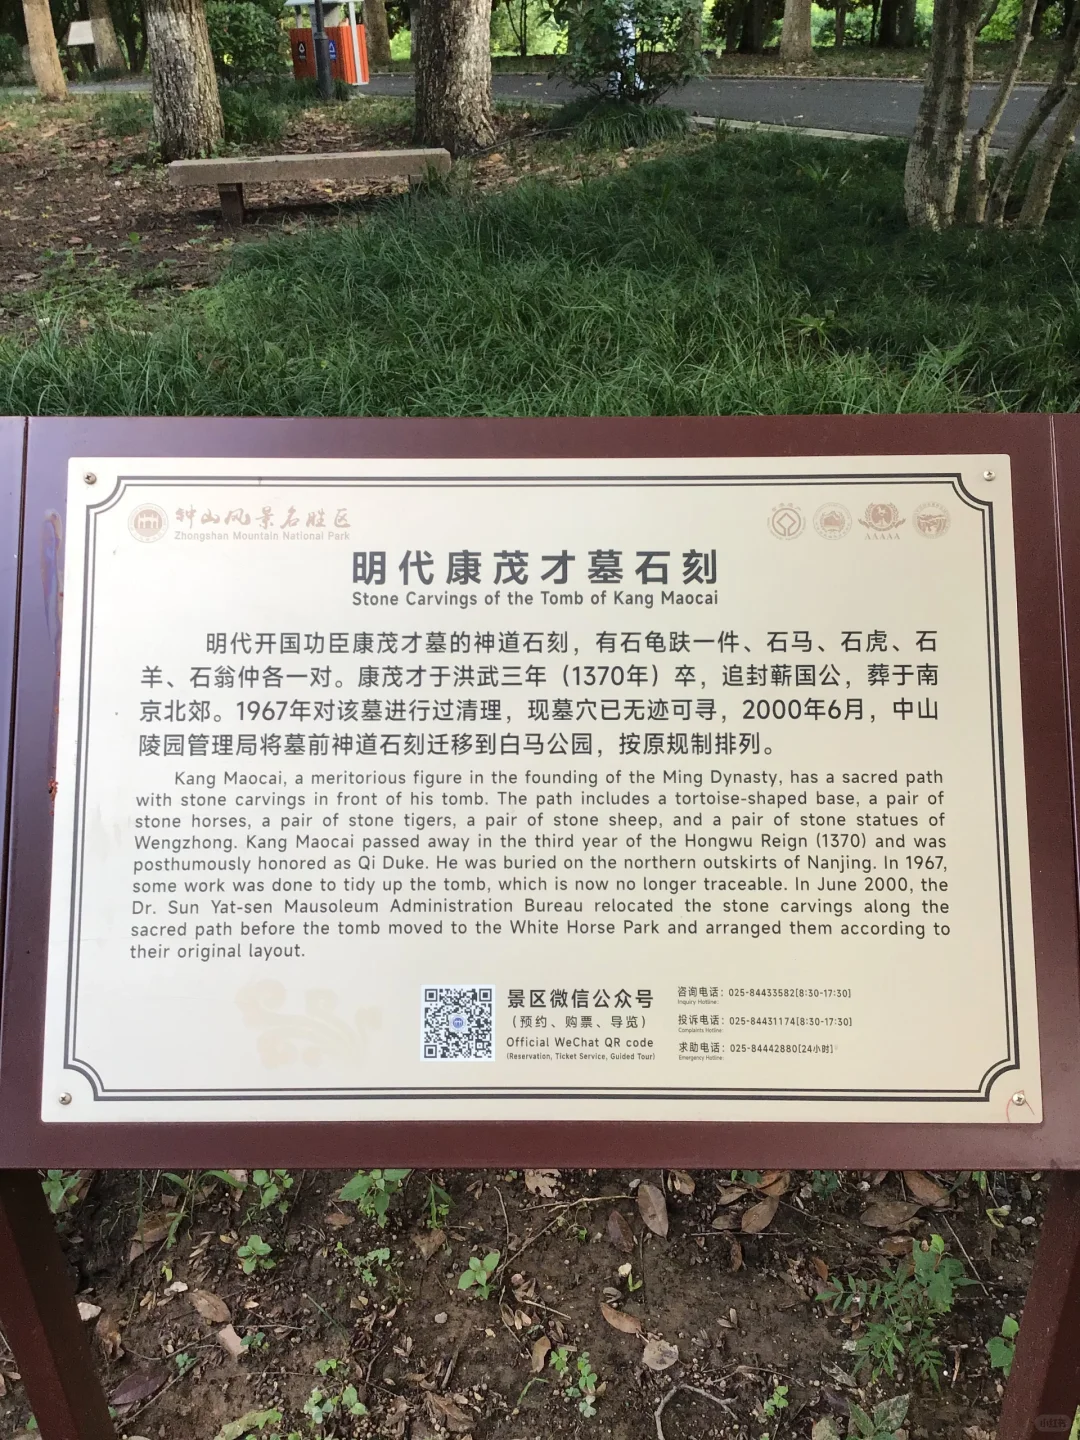 钟山风景名胜区
Zhongshan Mountain National Park
AAAAA
明代康茂才墓石刻
Stone Carvings of the Tomb of Kang Maocai
明代开国功臣康茂才墓的神道石刻，有石龟趺一件、石马、石虎、石
羊、石翁仲各一对。康茂才于洪武三年（1370年）卒，追封蕲国公，葬于南
京北郊。1967年对该墓进行过清理，现墓穴已无迹可寻，2000年6月，中山
陵园管理局将墓前神道石刻迁移到白马公园，按原规制排列。
Kang Maocai, a meritorious figure in the founding of the Ming Dynasty, has a sacred path
with stone carvings in front of his tomb. The path includes a tortoise-shaped base, a pair of
stone horses, a pair of stone tigers, a pair of stone sheep, and a pair of stone statues of
Wengzhong. Kang Maocai passed away in the third year of the Hongwu Reign (1370) and was
posthumously honored as Qi Duke. He was buried on the northern outskirts of Nanjing. In 1967,
some work was done to tidy up the tomb, which is now no longer traceable. In June 2000, the
Dr. Sun Yat-sen Mausoleum Administration Bureau relocated the stone carvings along the
sacred path before the tomb moved to the White Horse Park and arranged them according to
their original layout.
景区微信公众号
（预约、购票、导览）
Official WeChat QR code
(Reservation, Ticket Service, Guided Tour)
咨询电话：025-84433582[8:30-17:30]
Inquiry Hotline:
投诉电话：025-84431174[8:30-17:30]
Complaints Hotline:
求助电话：025-84442880[24小时]
Emergency Hotline:
小红书